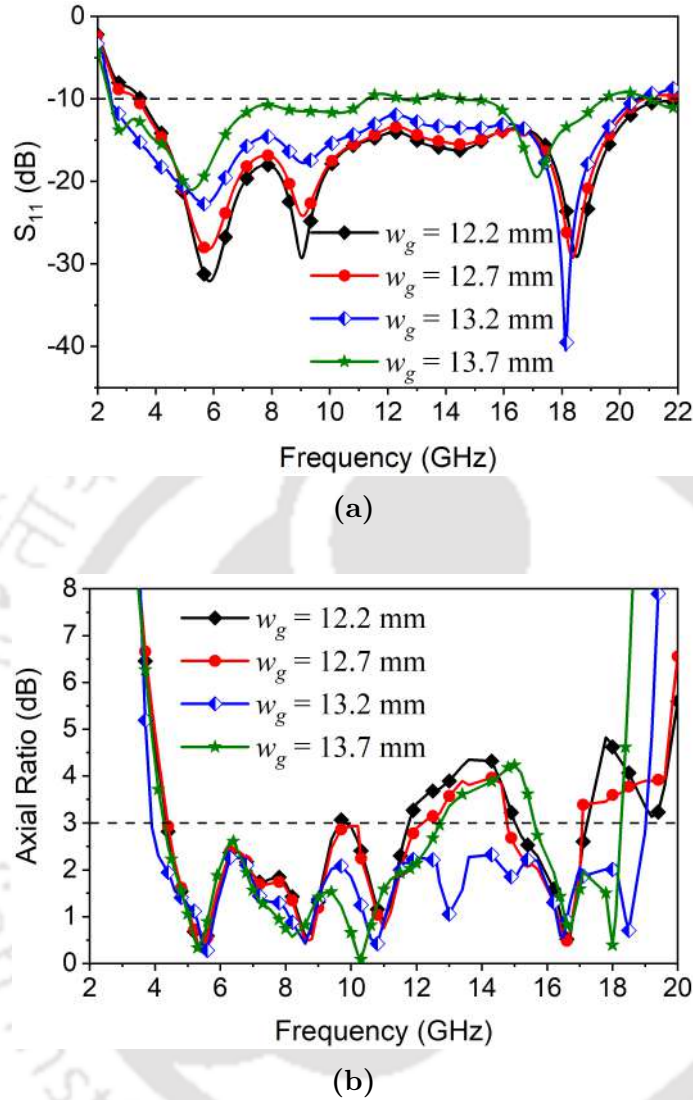 0
-10
-20
-30
-40
S11 (dB)
wg = 12.2 mm
wg = 12.7 mm
wg = 13.2 mm
wg = 13.7 mm
2 4 6 8 10 12 14 16 18 20 22
Frequency (GHz)
(a)
8
7
6
5
4
3
2
1
0
Axial Ratio (dB)
wg = 12.2 mm
wg = 12.7 mm
wg = 13.2 mm
wg = 13.7 mm
2 4 6 8 10 12 14 16 18 20
Frequency (GHz)
(b)